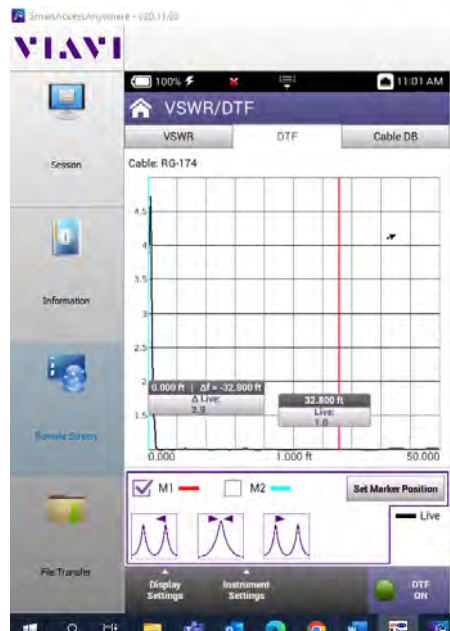 SmartAccessAnywhere - v20.11.03
VIAVI
100%
11:01 AM
VSWR/DTF
VSWR
DTF
Cable DB
Session
Information
Remote Screen
File Transfer
Cable: RG-174
4.5
4
3.5
3
2.5
2
1.5
0.000 ft | Δf = -32.800 ft
Δ Live:
2.9
32.800 ft
Live:
1.0
0.000
1.000 ft
50.000
M1
M2
Set Marker Position
Live
Display
Settings
Instrument
Settings
DTF
ON